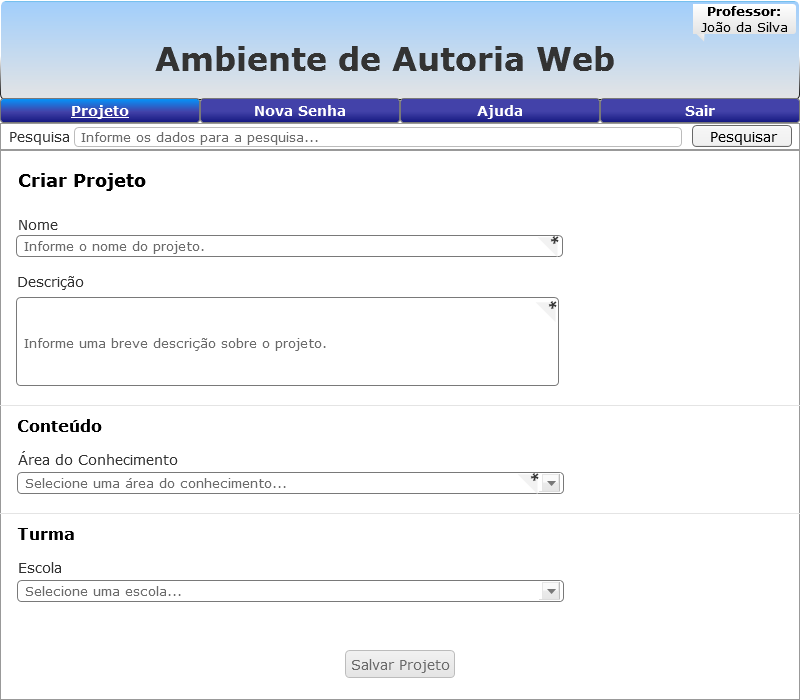 Professor:
João da Silva
Ambiente de Autoria Web
Projeto Nova Senha Ajuda Sair
Pesquisa Informe os dados para a pesquisa... Pesquisar
Criar Projeto
Nome
Informe o nome do projeto. *
Descrição
*
Informe uma breve descrição sobre o projeto.
Conteúdo
Área do Conhecimento
Selecione uma área do conhecimento... *
Turma
Escola
Selecione uma escola...
Salvar Projeto